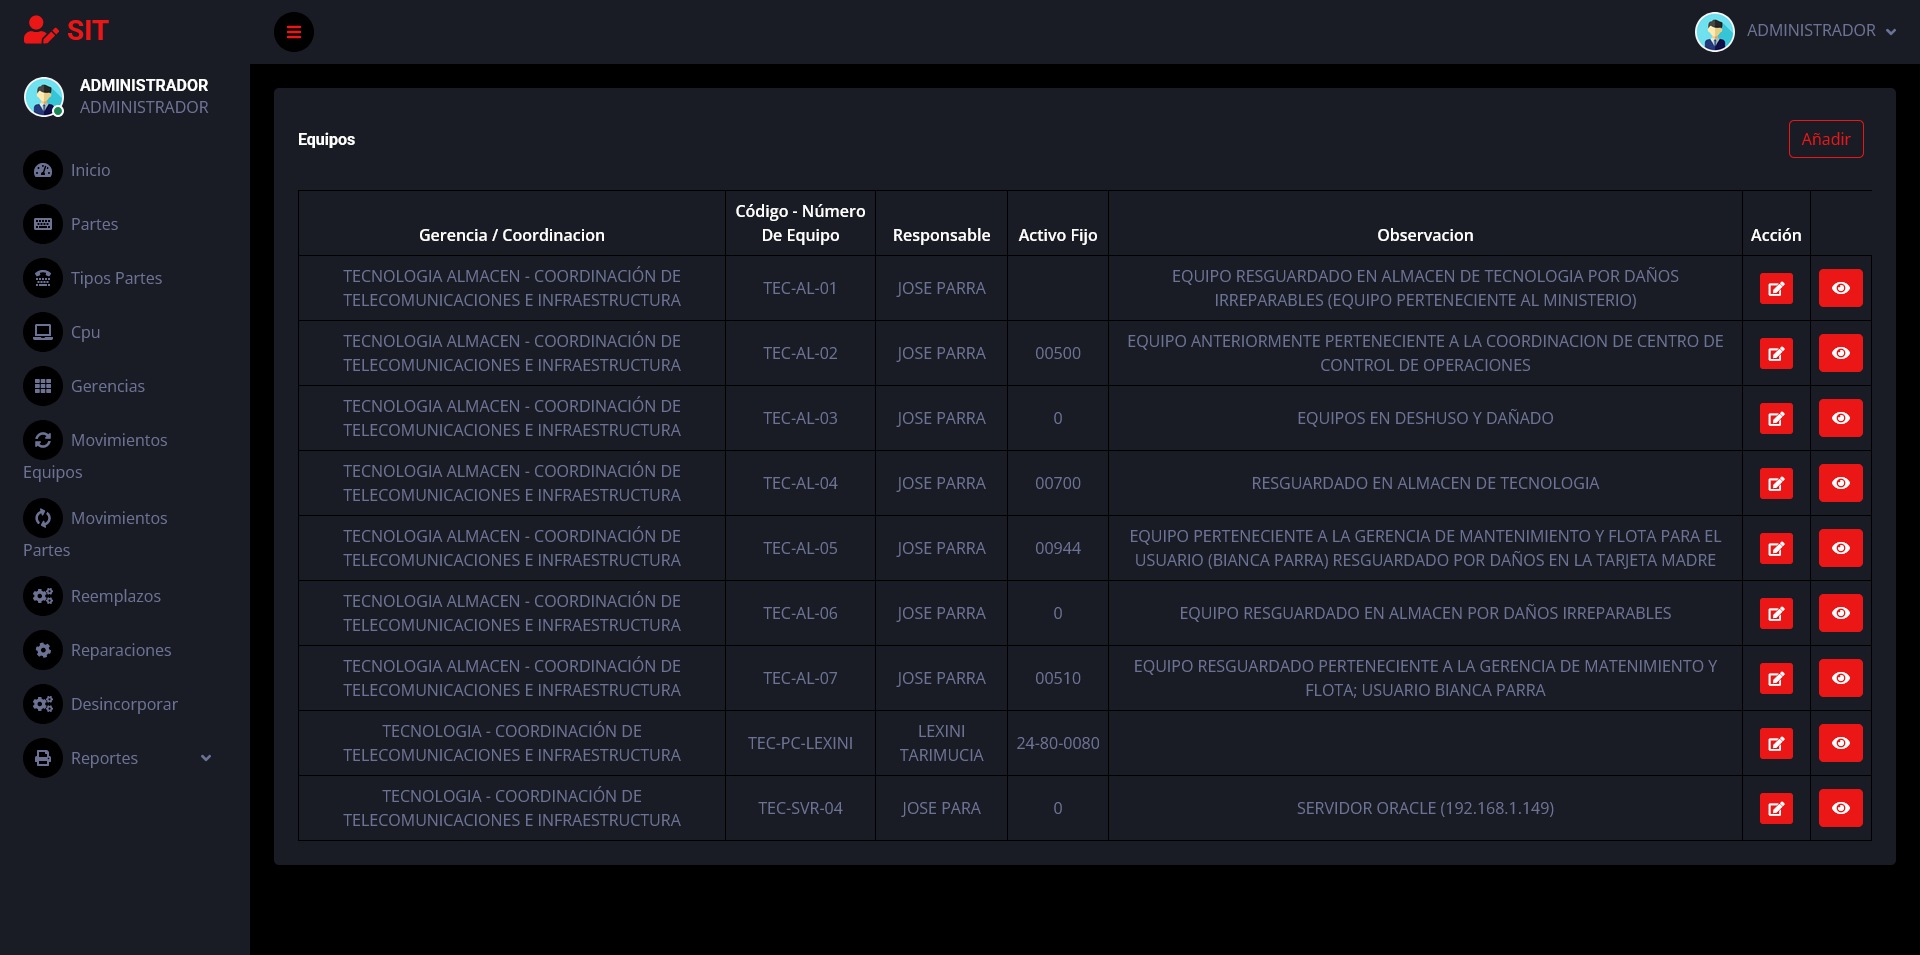 SIT
ADMINISTRADOR
ADMINISTRADOR
ADMINISTRADOR
Inicio
Partes
Tipos Partes
Cpu
Gerencias
Movimientos
Equipos
Movimientos
Partes
Reemplazos
Reparaciones
Desincorporar
Reportes
Equipos
Añadir
Código - Número
Gerencia / Coordinacion De Equipo Responsable Activo Fijo Observacion Acción
TECNOLOGIA ALMACEN - COORDINACIÓN DE
TELECOMUNICACIONES E INFRAESTRUCTURA
TEC-AL-01
JOSE PARRA
EQUIPO RESGUARDADO EN ALMACEN DE TECNOLOGIA POR DAÑOS
IRREPARABLES (EQUIPO PERTENECIENTE AL MINISTERIO)
TECNOLOGIA ALMACEN - COORDINACIÓN DE
TELECOMUNICACIONES E INFRAESTRUCTURA
TEC-AL-02
JOSE PARRA
00500
EQUIPO ANTERIORMENTE PERTENECIENTE A LA COORDINACION DE CENTRO DE
CONTROL DE OPERACIONES
TECNOLOGIA ALMACEN - COORDINACIÓN DE
TELECOMUNICACIONES E INFRAESTRUCTURA
TEC-AL-03
JOSE PARRA
0
EQUIPOS EN DESHUSO Y DAÑADO
TECNOLOGIA ALMACEN - COORDINACIÓN DE
TELECOMUNICACIONES E INFRAESTRUCTURA
TEC-AL-04
JOSE PARRA
00700
RESGUARDADO EN ALMACEN DE TECNOLOGIA
TECNOLOGIA ALMACEN - COORDINACIÓN DE
TELECOMUNICACIONES E INFRAESTRUCTURA
TEC-AL-05
JOSE PARRA
00944
EQUIPO PERTENECIENTE A LA GERENCIA DE MANTENIMIENTO Y FLOTA PARA EL
USUARIO (BIANCA PARRA) RESGUARDADO POR DAÑOS EN LA TARJETA MADRE
TECNOLOGIA ALMACEN - COORDINACIÓN DE
TELECOMUNICACIONES E INFRAESTRUCTURA
TEC-AL-06
JOSE PARRA
0
EQUIPO RESGUARDADO EN ALMACEN POR DAÑOS IRREPARABLES
TECNOLOGIA ALMACEN - COORDINACIÓN DE
TELECOMUNICACIONES E INFRAESTRUCTURA
TEC-AL-07
JOSE PARRA
00510
EQUIPO RESGUARDADO PERTENECIENTE A LA GERENCIA DE MATENIMIENTO Y
FLOTA; USUARIO BIANCA PARRA
TECNOLOGIA - COORDINACIÓN DE
TELECOMUNICACIONES E INFRAESTRUCTURA
TEC-PC-LEXINI
LEXINI
TARIMUCIA
24-80-0080
TECNOLOGIA - COORDINACIÓN DE
TELECOMUNICACIONES E INFRAESTRUCTURA
TEC-SVR-04
JOSE PARA
0
SERVIDOR ORACLE (192.168.1.149)